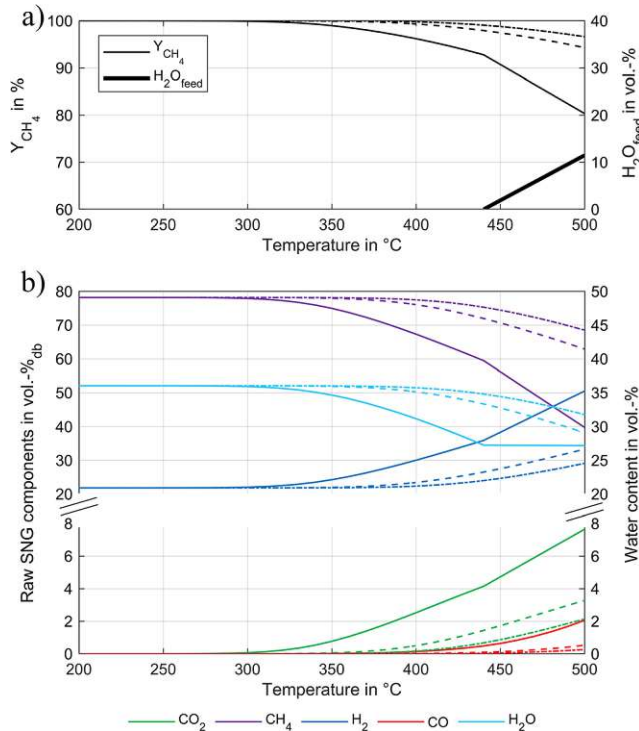 a)
100
90
80
70
60
Y_CH4 in %
Y_CH4
H2O_feed
40
30
20
10
0
H2O_feed in vol.-%
200 250 300 350 400 450 500
Temperature in °C
b)
80
70
60
50
40
30
20
8
6
4
2
0
Raw SNG components in vol.-%_db
50
45
40
35
30
25
20
8
6
4
2
0
Water content in vol.-%
200 250 300 350 400 450 500
Temperature in °C
CO2 CH4 H2 CO H2O